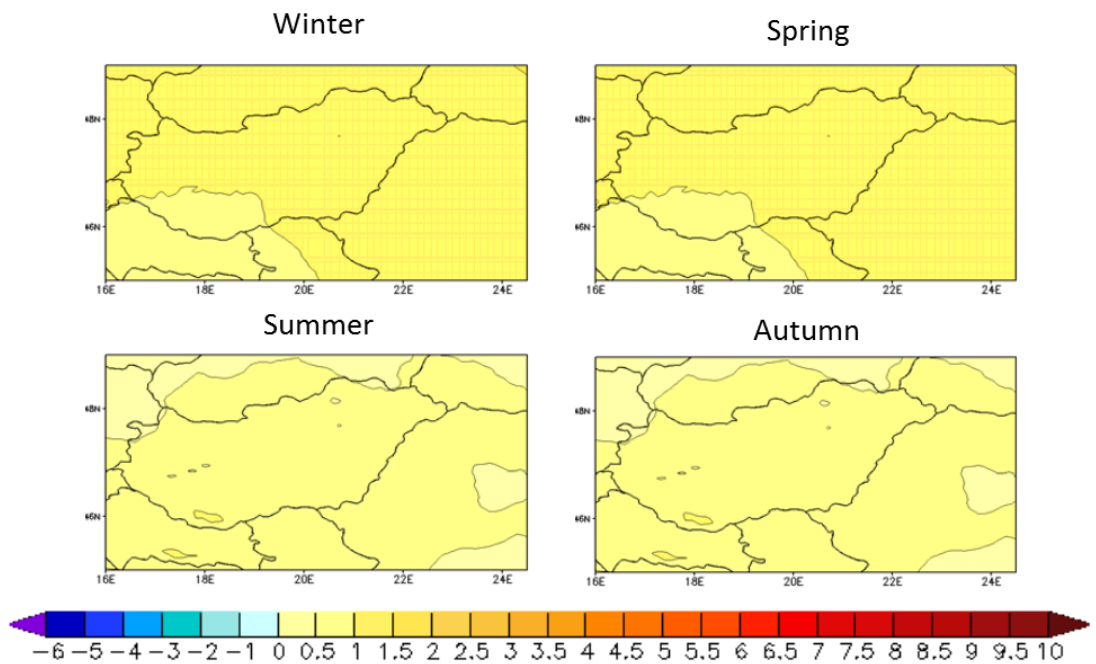 Winter
Spring
48N
46N
16E 18E 20E 22E 24E
48N
46N
16E 18E 20E 22E 24E
Summer
Autumn
48N
46N
16E 18E 20E 22E 24E
48N
46N
16E 18E 20E 22E 24E
−6 −5 −4 −3 −2 −1 0 0.5 1 1.5 2 2.5 3 3.5 4 4.5 5 5.5 6 6.5 7 7.5 8 8.5 9 9.5 10